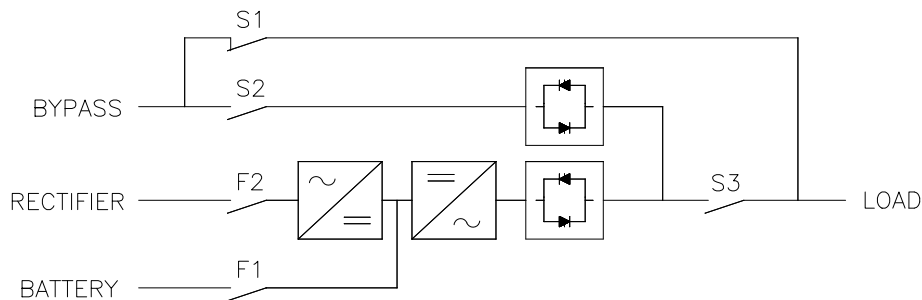 S1
S2
BYPASS
F2
S3
RECTIFIER
LOAD
F1
BATTERY